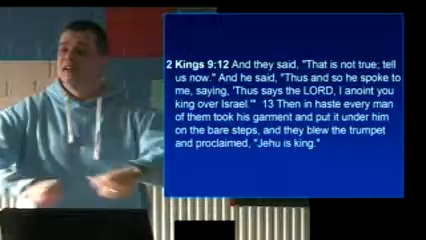 2 Kings 9:12 And they said, "That is not true; tell
us now." And he said, "Thus and so he spoke to
me, saying, 'Thus says the LORD, I anoint you
king over Israel.'" 13 Then in haste every man
of them took his garment and put it under him
on the bare steps, and they blew the trumpet
and proclaimed, "Jehu is king."